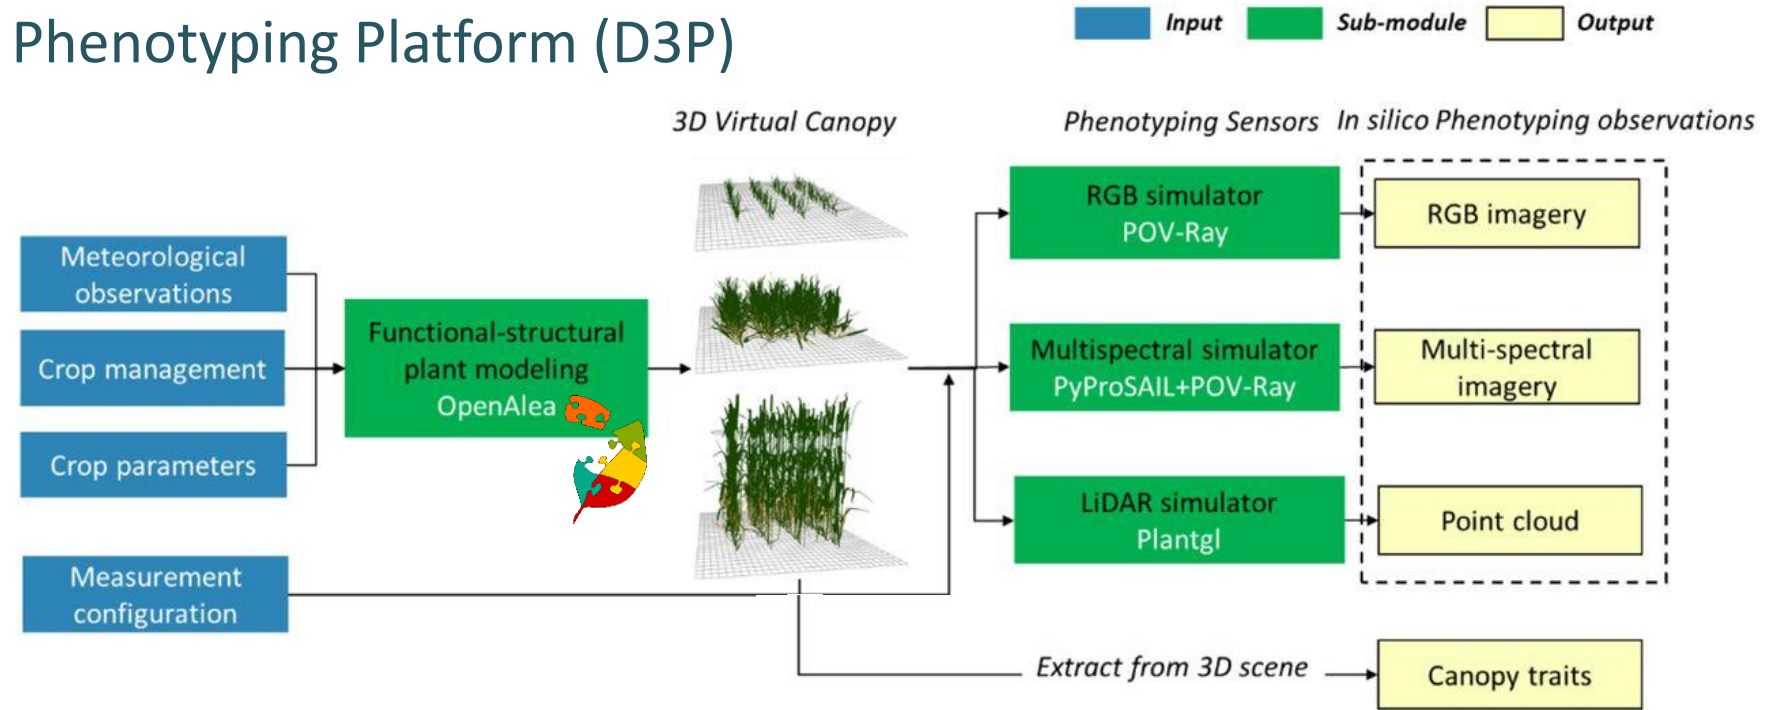 Phenotyping Platform (D3P)
Input
Sub-module
Output
3D Virtual Canopy
Phenotyping Sensors
In silico Phenotyping observations
Meteorological
observations
Crop management
Crop parameters
Measurement
configuration
Functional-structural
plant modeling
OpenAlea
RGB simulator
POV-Ray
Multispectral simulator
PyProSAIL+POV-Ray
LiDAR simulator
Plantgl
RGB imagery
Multi-spectral
imagery
Point cloud
Extract from 3D scene
Canopy traits